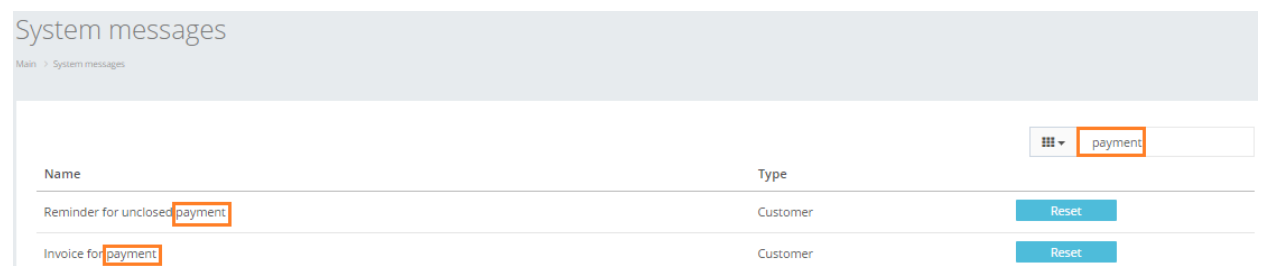 System messages
Main > System messages
payment
Name Type
Reminder for unclosed payment Customer Reset
Invoice for payment Customer Reset